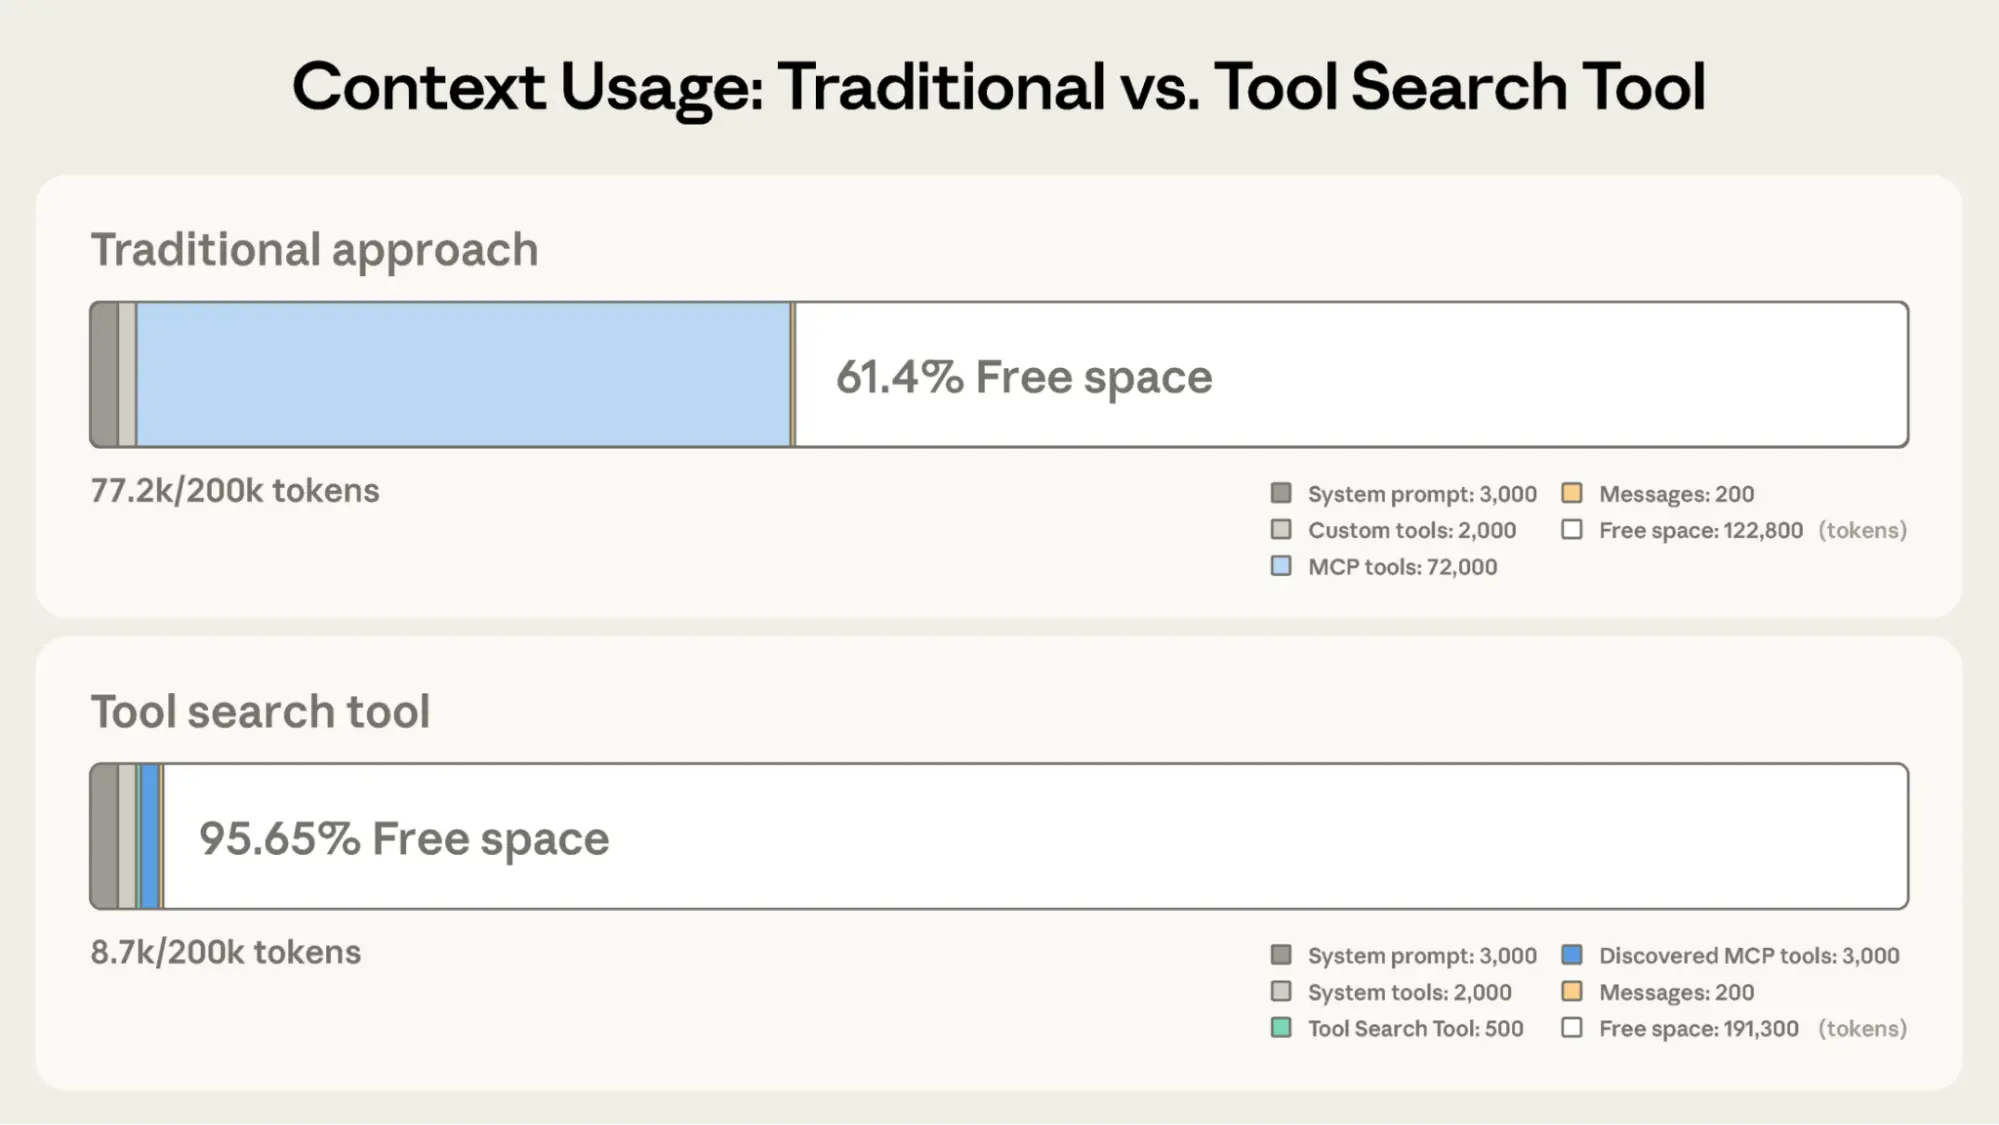 Context Usage: Traditional vs. Tool Search Tool
Traditional approach
61.4% Free space
77.2k/200k tokens
System prompt: 3,000
Custom tools: 2,000
MCP tools: 72,000
Messages: 200
Free space: 122,800 (tokens)
Tool search tool
95.65% Free space
8.7k/200k tokens
System prompt: 3,000
System tools: 2,000
Tool Search Tool: 500
Discovered MCP tools: 3,000
Messages: 200
Free space: 191,300 (tokens)